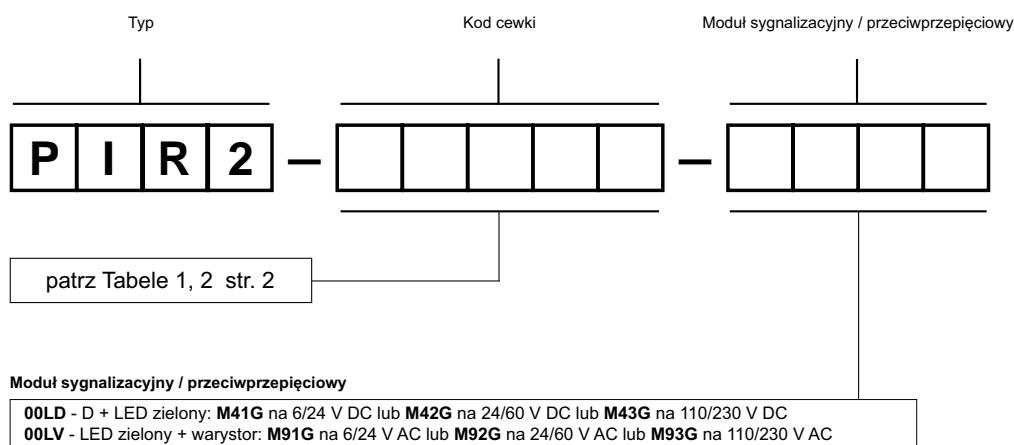 Typ Kod cewki Moduł sygnalizacyjny / przeciwprzepięciowy
PIR2 – –
patrz Tabele 1, 2 str. 2
Moduł sygnalizacyjny / przeciwprzepięciowy
00LD - D + LED zielony: M41G na 6/24 V DC lub M42G na 24/60 V DC lub M43G na 110/230 V DC
00LV - LED zielony + warystor: M91G na 6/24 V AC lub M92G na 24/60 V AC lub M93G na 110/230 V AC